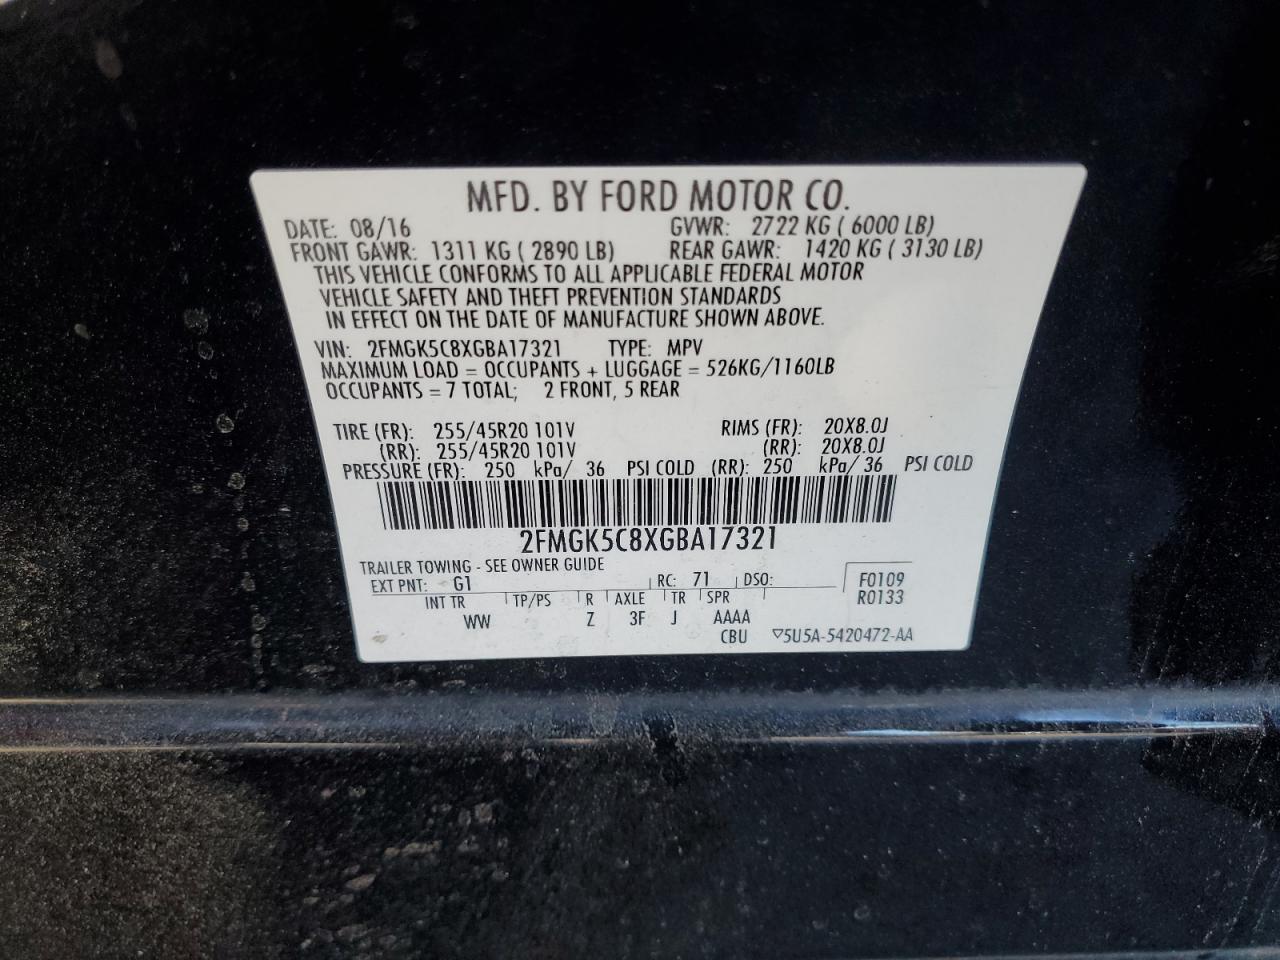 MFD. BY FORD MOTOR CO.
DATE: 08/16 GVWR: 2722 KG ( 6000 LB)
FRONT GAWR: 1311 KG ( 2890 LB) REAR GAWR: 1420 KG ( 3130 LB)
THIS VEHICLE CONFORMS TO ALL APPLICABLE FEDERAL MOTOR
VEHICLE SAFETY AND THEFT PREVENTION STANDARDS
IN EFFECT ON THE DATE OF MANUFACTURE SHOWN ABOVE.
VIN: 2FMGK5C8XGBA17321 TYPE: MPV
MAXIMUM LOAD = OCCUPANTS + LUGGAGE = 526KG/1160LB
OCCUPANTS = 7 TOTAL; 2 FRONT, 5 REAR
TIRE (FR): 255/45R20 101V RIMS (FR): 20X8.0J
(RR): 255/45R20 101V (RR): 20X8.0J
PRESSURE (FR): 250 kPa/ 36 PSI COLD (RR): 250 kPa/ 36 PSI COLD
2FMGK5C8XGBA17321
TRAILER TOWING - SEE OWNER GUIDE
EXT PNT: G1 RC: 71 DSO: F0109
INT TR TP/PS R AXLE TR SPR R0133
WW Z 3F J AAAA
CBU ▽5U5A-5420472-AA